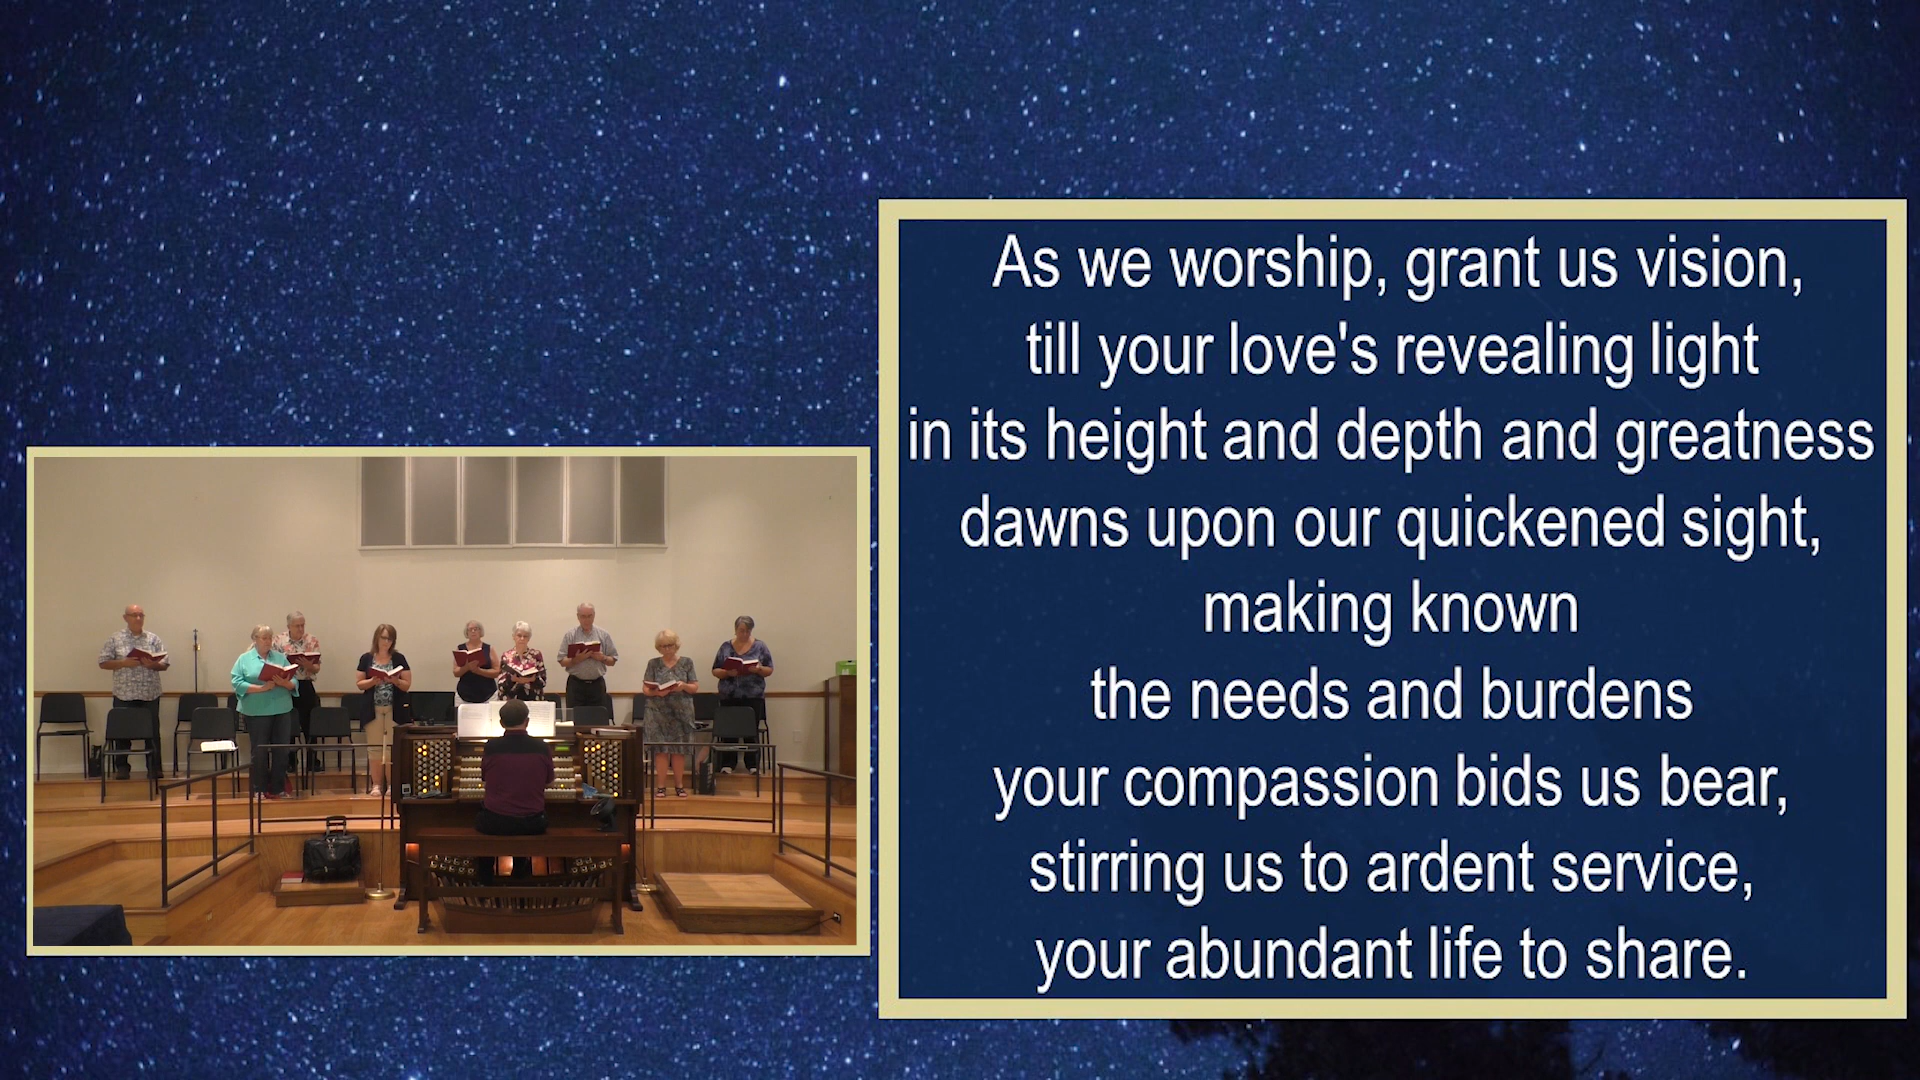 As we worship, grant us vision,
till your love's revealing light
in its height and depth and greatness
dawns upon our quickened sight,
making known
the needs and burdens
your compassion bids us bear,
stirring us to ardent service,
your abundant life to share.